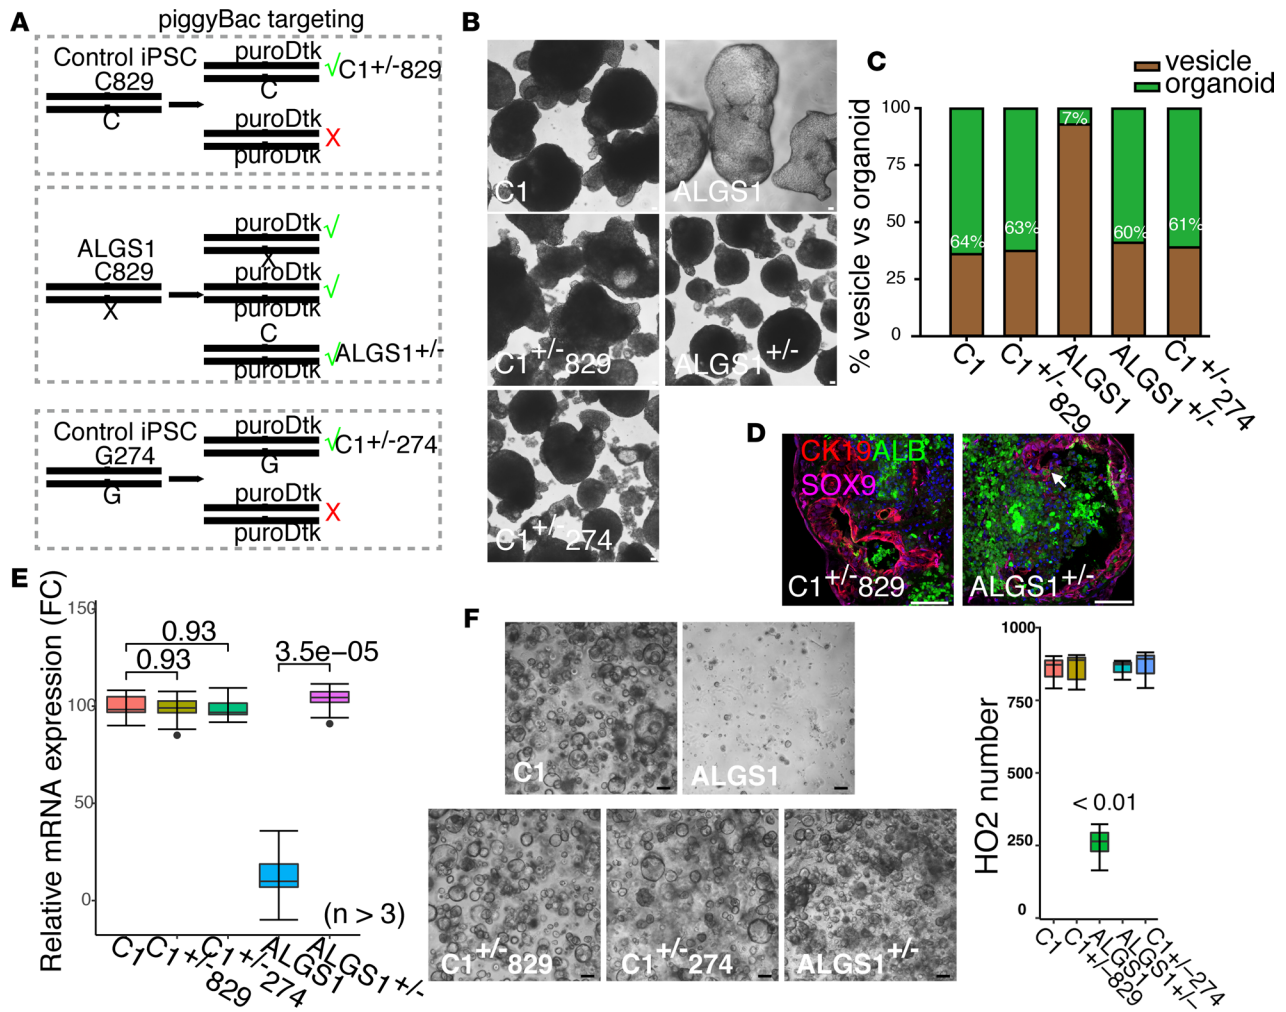 A
piggyBac targeting
Control iPSC
C829
C
puroDtk
C
√C1+/-829
puroDtk
X
puroDtk
ALGS1
C829
X
puroDtk
√
X
puroDtk
√
puroDtk
C
√ALGS1+/-
puroDtk
Control iPSC
G274
G
puroDtk
√C1+/-274
G
puroDtk
X
puroDtk
B
C1
ALGS1
C1+/-829
ALGS1+/-
C1+/-274
C
vesicle
organoid
% vesicle vs organoid
100
75
50
25
0
64%
63%
7%
60%
61%
C1
C1+/-829
ALGS1
ALGS1+/-
C1+/-274
D
CK19ALB
SOX9
C1+/-829
ALGS1+/-
E
Relative mRNA expression (FC)
150
100
50
0
0.93
0.93
3.5e−05
(n > 3)
C1
C1+/-829
C1+/-274
ALGS1
ALGS1+/-
F
C1
ALGS1
C1+/-829
C1+/-274
ALGS1+/-
HO2 number
1000
750
500
250
0
< 0.01
C1
C1+/-829
ALGS1
ALGS1+/-
C1+/-274